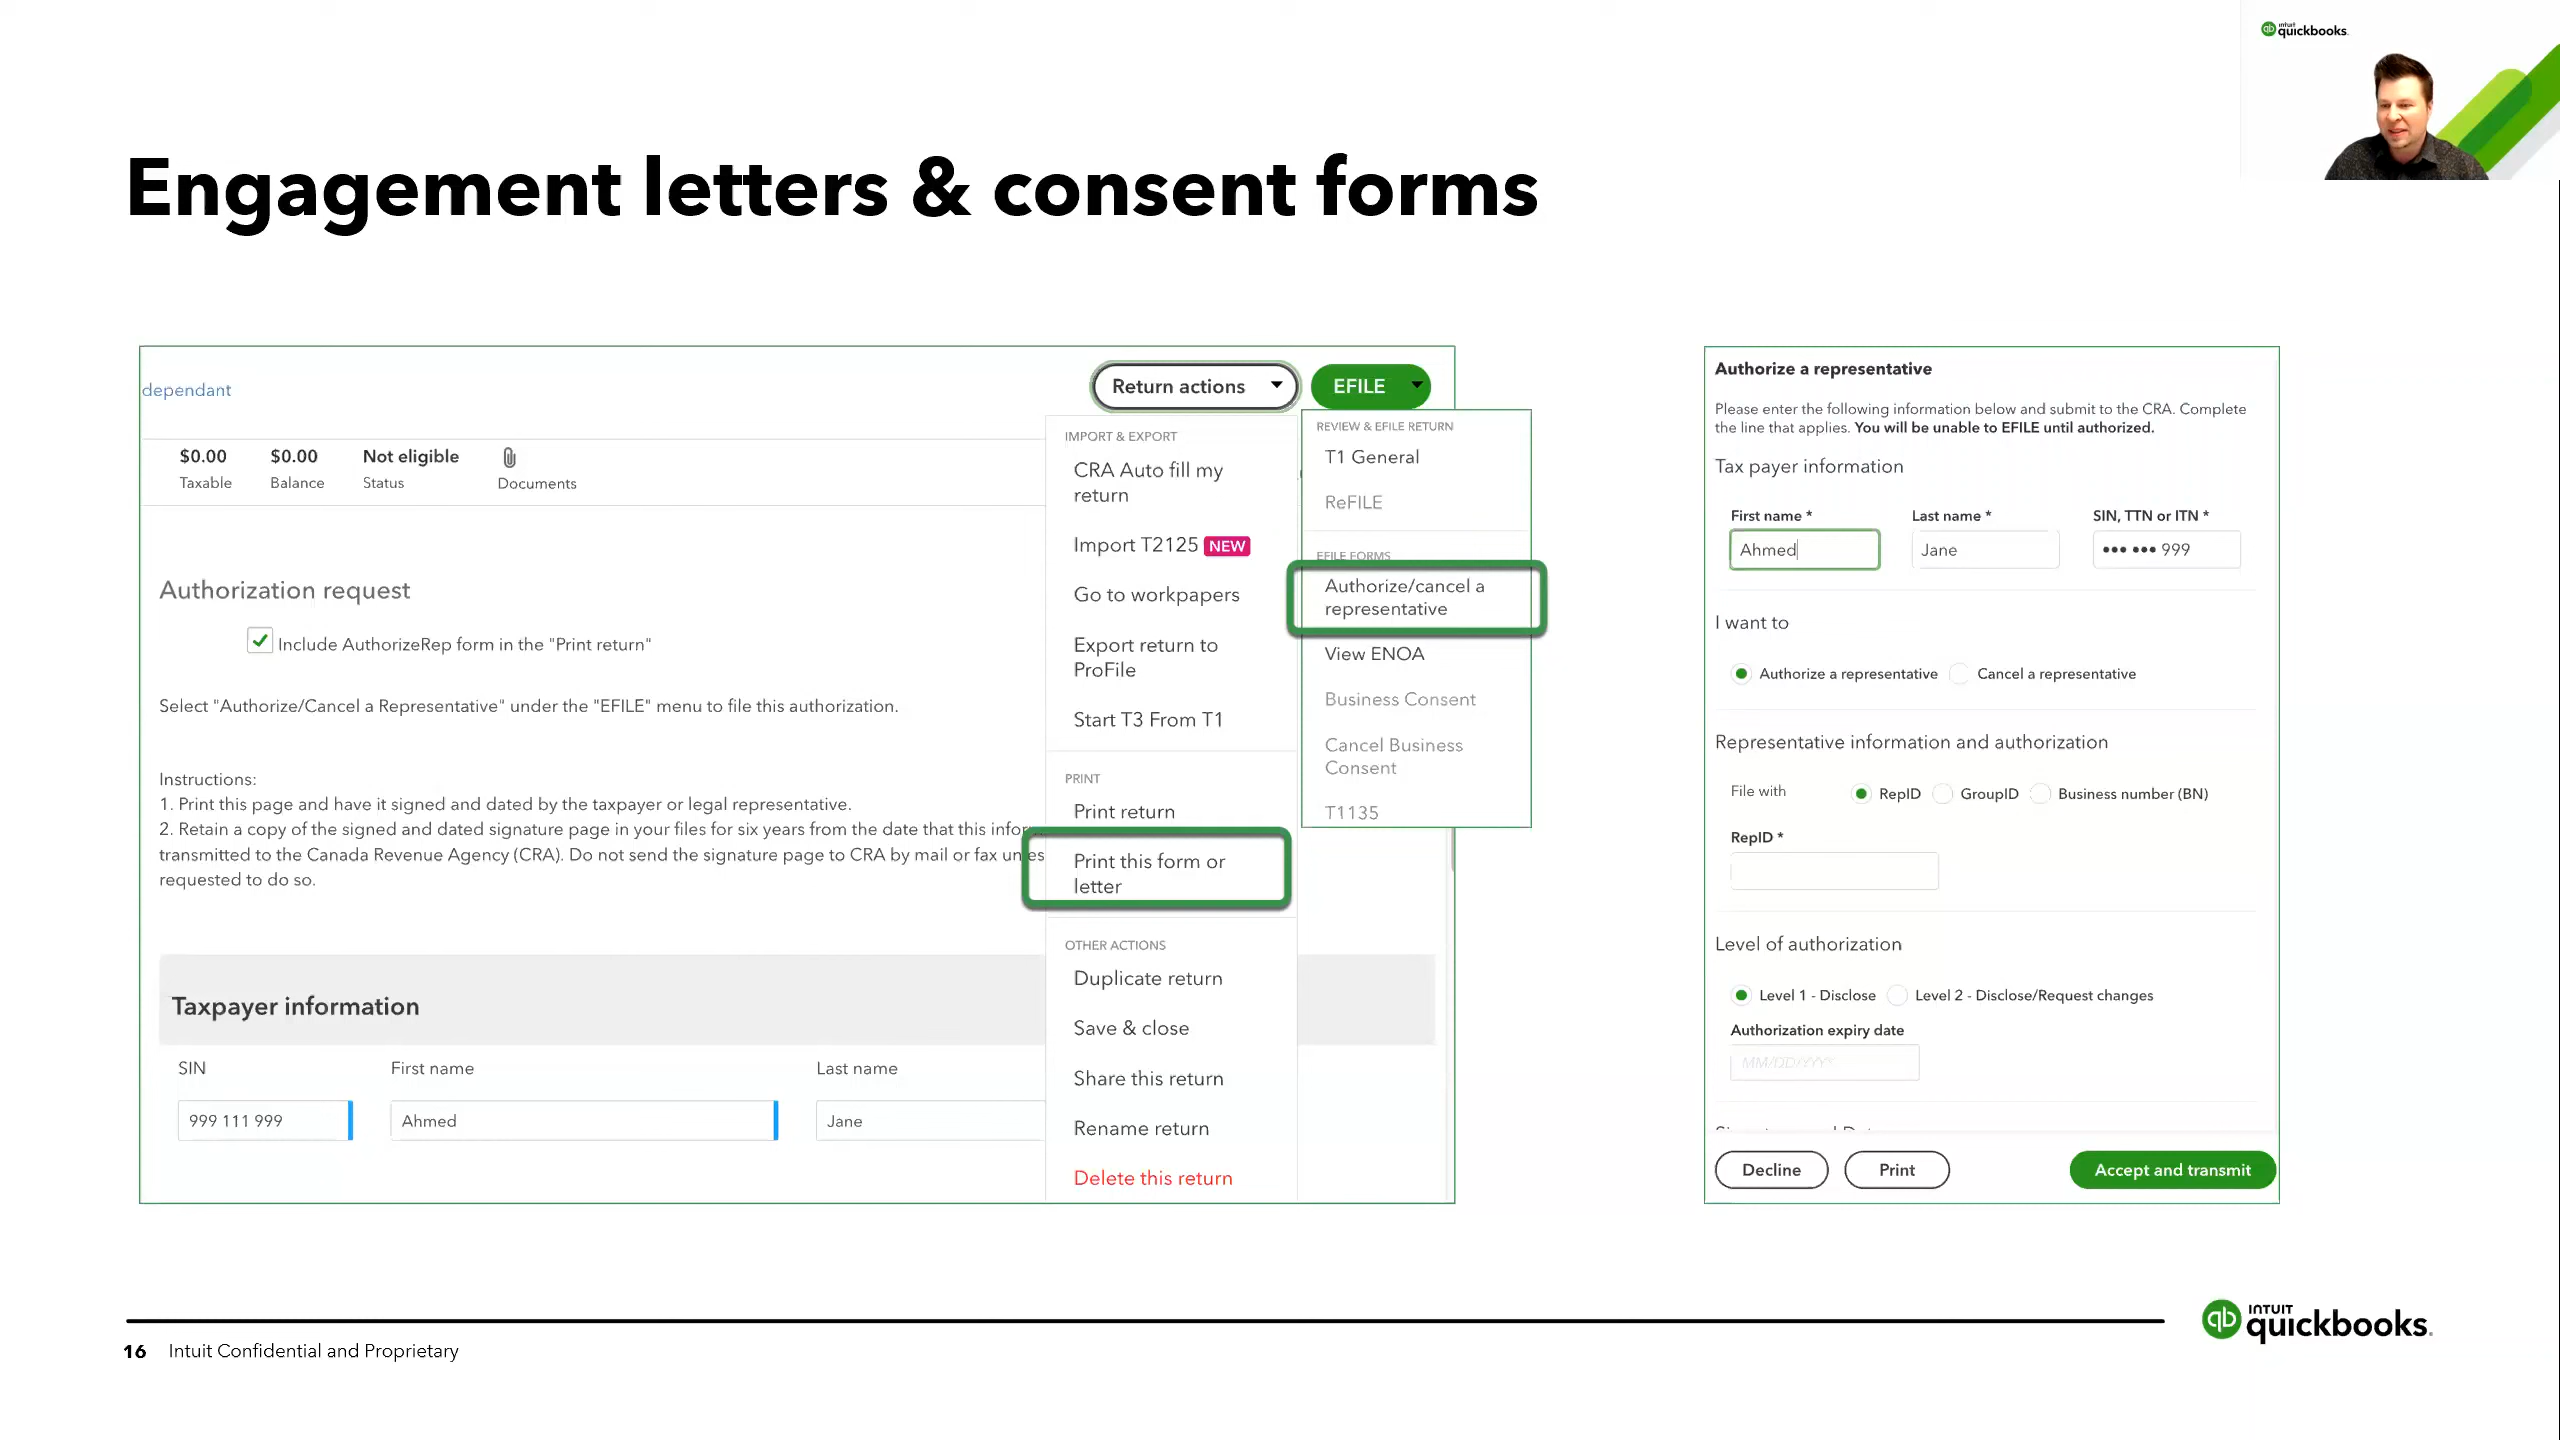 intuit
quickbooks.
Engagement letters & consent forms
dependant
Return actions
EFILE
$0.00
Taxable
$0.00
Balance
Not eligible
Status
Documents
Authorization request
Include AuthorizeRep form in the "Print return"
Select "Authorize/Cancel a Representative" under the "EFILE" menu to file this authorization.
Instructions:
1. Print this page and have it signed and dated by the taxpayer or legal representative.
2. Retain a copy of the signed and dated signature page in your files for six years from the date that this
transmitted to the Canada Revenue Agency (CRA). Do not send the signature page to CRA by mail or fax
requested to do so.
Taxpayer information
SIN
First name
Last name
999 111 999
Ahmed
Jane
IMPORT & EXPORT
CRA Auto fill my
return
Import T2125 NEW
Go to workpapers
Export return to
ProFile
Start T3 From T1
PRINT
Print return
Print this form or
letter
OTHER ACTIONS
Duplicate return
Save & close
Share this return
Rename return
Delete this return
REVIEW & EFILE RETURN
T1 General
ReFILE
EFILE FORMS
Authorize/cancel a
representative
View ENOA
Business Consent
Cancel Business
Consent
T1135
Authorize a representative
Please enter the following information below and submit to the CRA. Complete
the line that applies. You will be unable to EFILE until authorized.
Tax payer information
First name *
Last name *
SIN, TTN or ITN *
Ahmed
Jane
••• ••• 999
I want to
Authorize a representative
Cancel a representative
Representative information and authorization
File with
RepID
GroupID
Business number (BN)
RepID *
Level of authorization
Level 1 - Disclose
Level 2 - Disclose/Request changes
Authorization expiry date
MM/DD/YYYY
Decline
Print
Accept and transmit
16 Intuit Confidential and Proprietary
INTUIT
quickbooks.